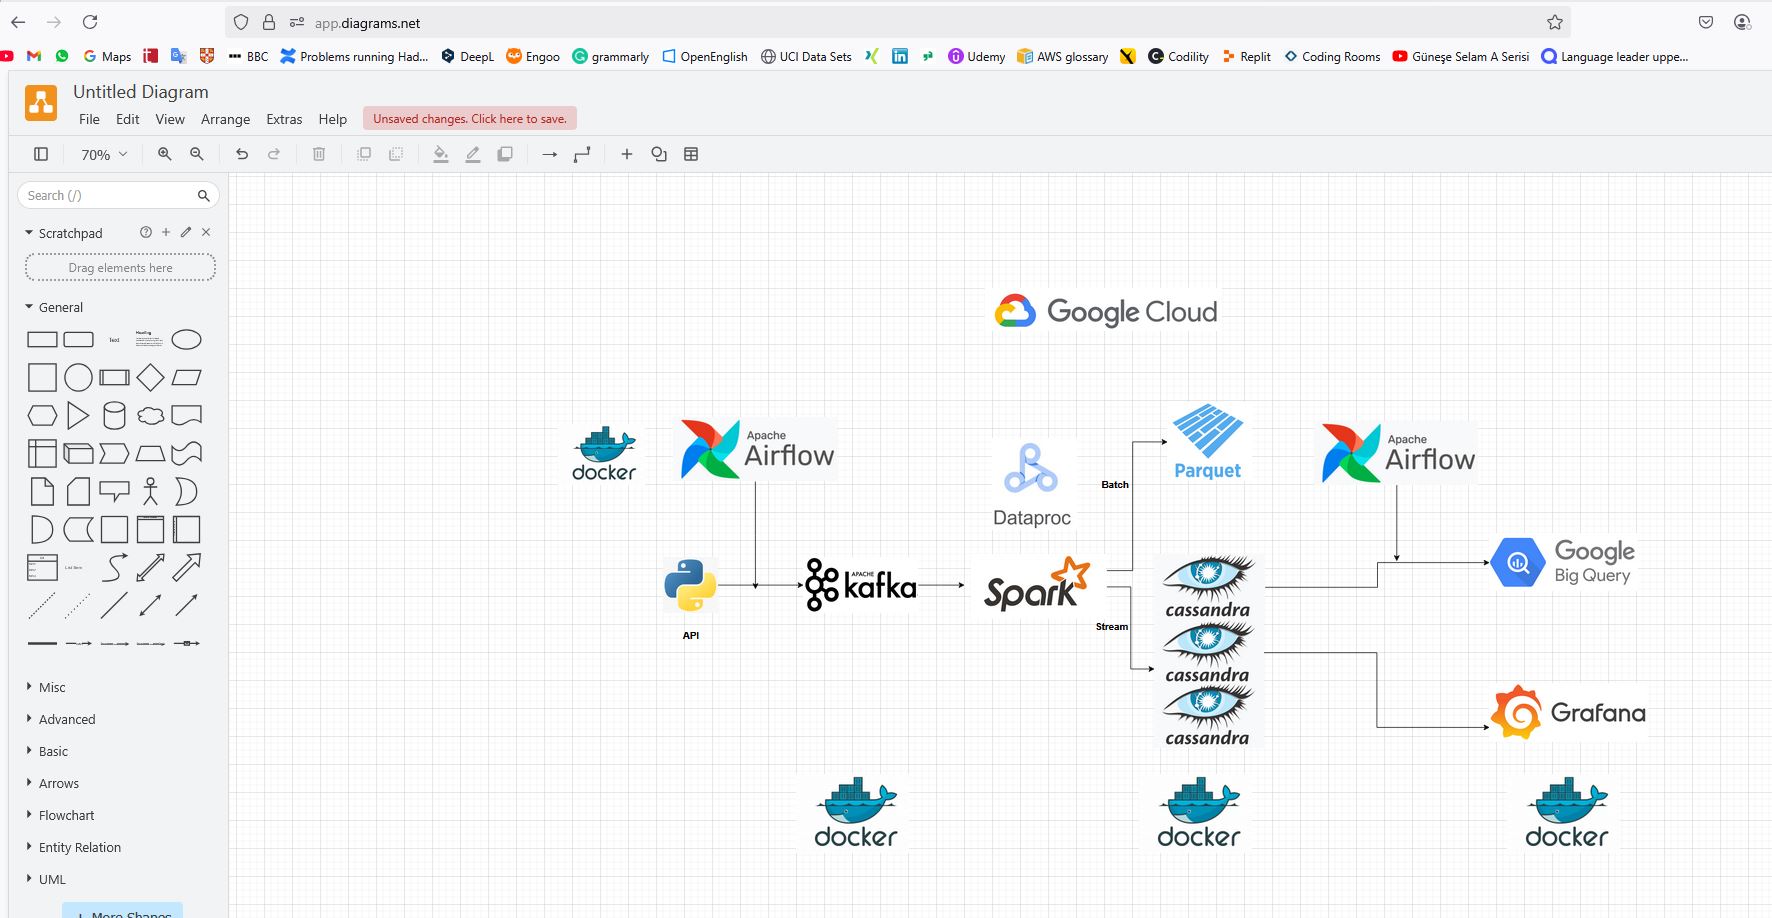 app.diagrams.net
Maps
BBC
Problems running Had...
DeepL
Engoo
grammarly
OpenEnglish
UCI Data Sets
Udemy
AWS glossary
Codility
Replit
Coding Rooms
Güneşe Selam A Serisi
Language leader uppe...
Untitled Diagram
File Edit View Arrange Extras Help
Unsaved changes. Click here to save.
70%
Search (/)
Scratchpad
Drag elements here
General
Text
Heading
List
List Item
Misc
Advanced
Basic
Arrows
Flowchart
Entity Relation
UML
+ More Shapes
Google Cloud
docker
Apache
Airflow
Dataproc
Batch
Parquet
Apache
Airflow
API
APACHE
kafka
Spark
Stream
cassandra
cassandra
cassandra
Google
Big Query
Grafana
docker
docker
docker